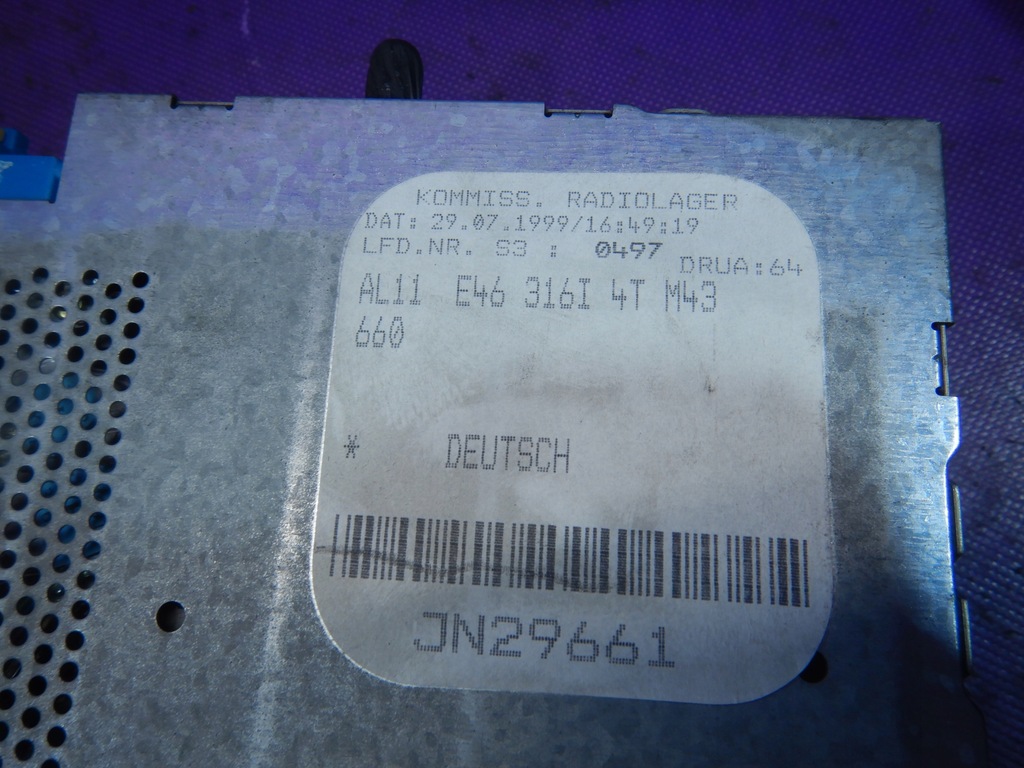 KOMMISS. RADIOLAGER
DAT: 29.07.1999/16:49:19
LFD.NR. S3 : 0497
DRUA:64
AL11 E46 316I 4T M43
660
* DEUTSCH
JN29661